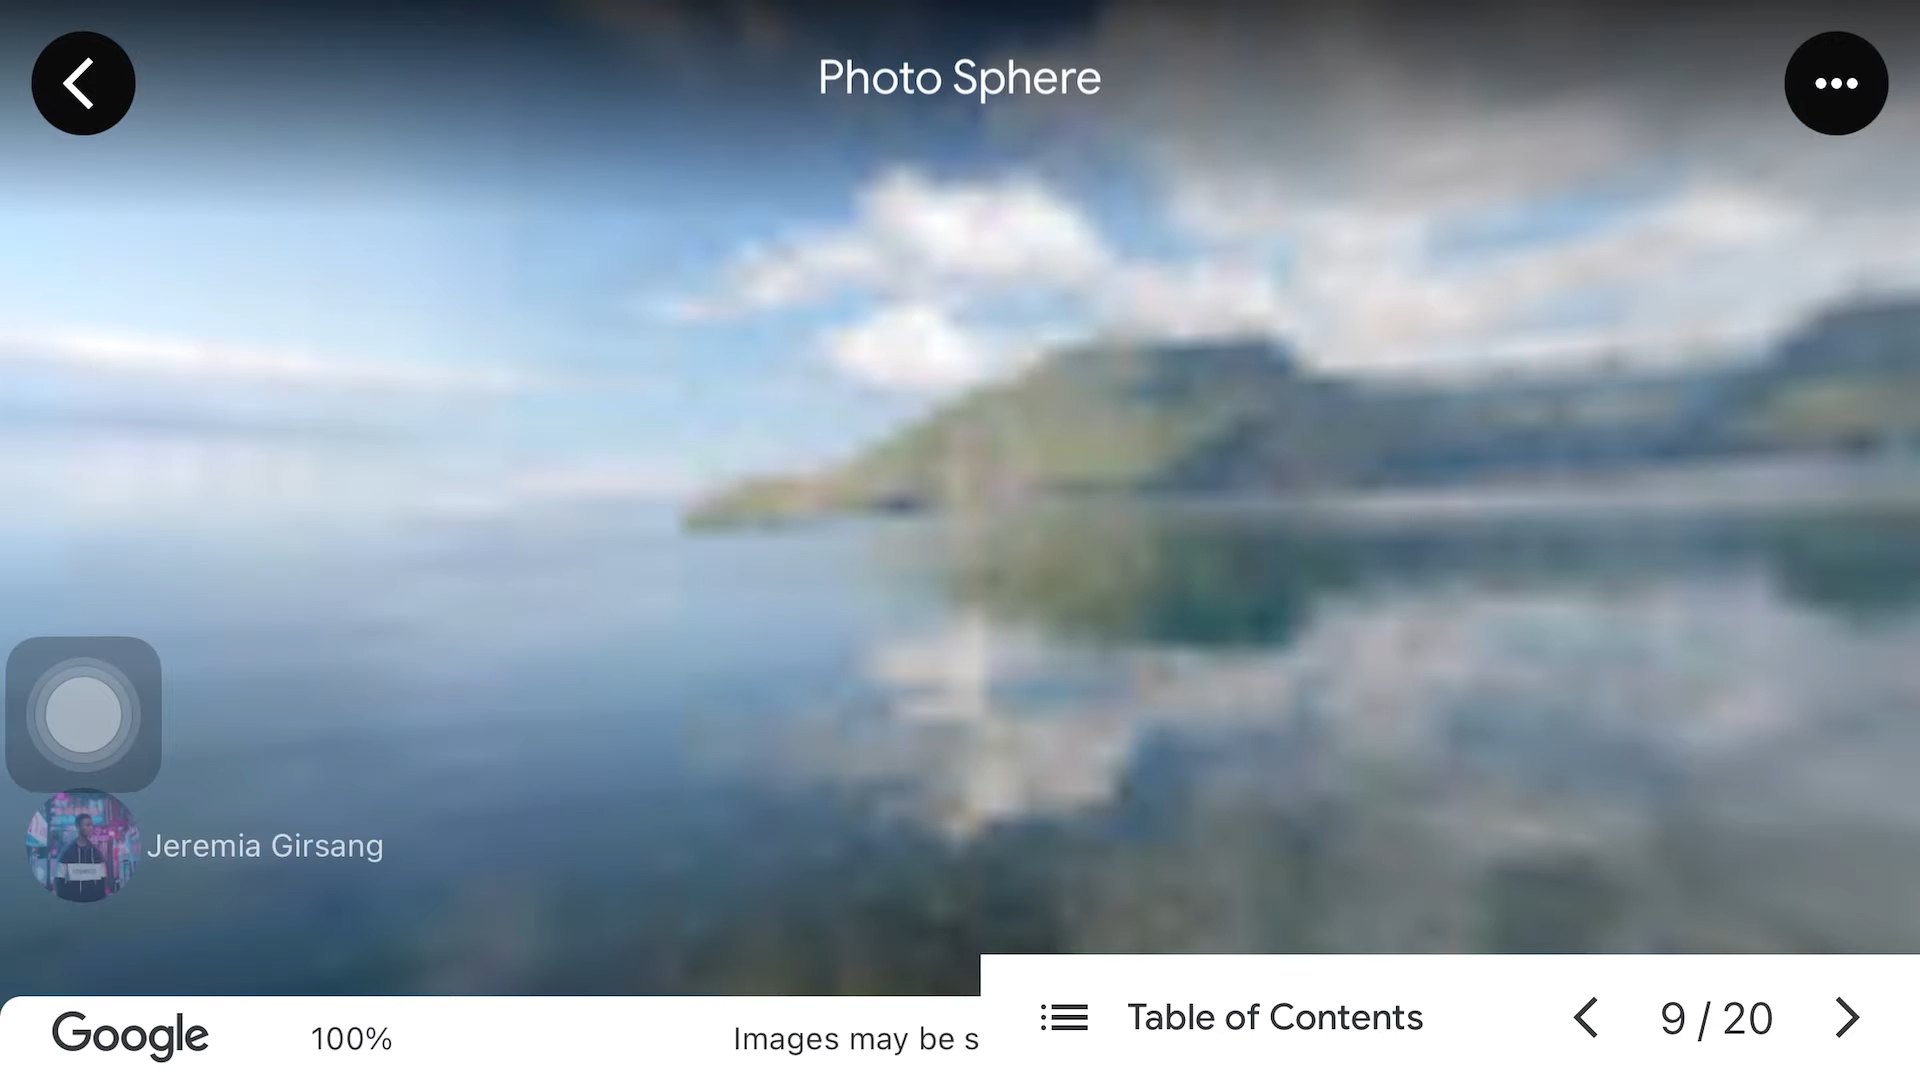 Photo Sphere
Jeremia Girsang
Google
100%
Images may be s
Table of Contents
9 / 20